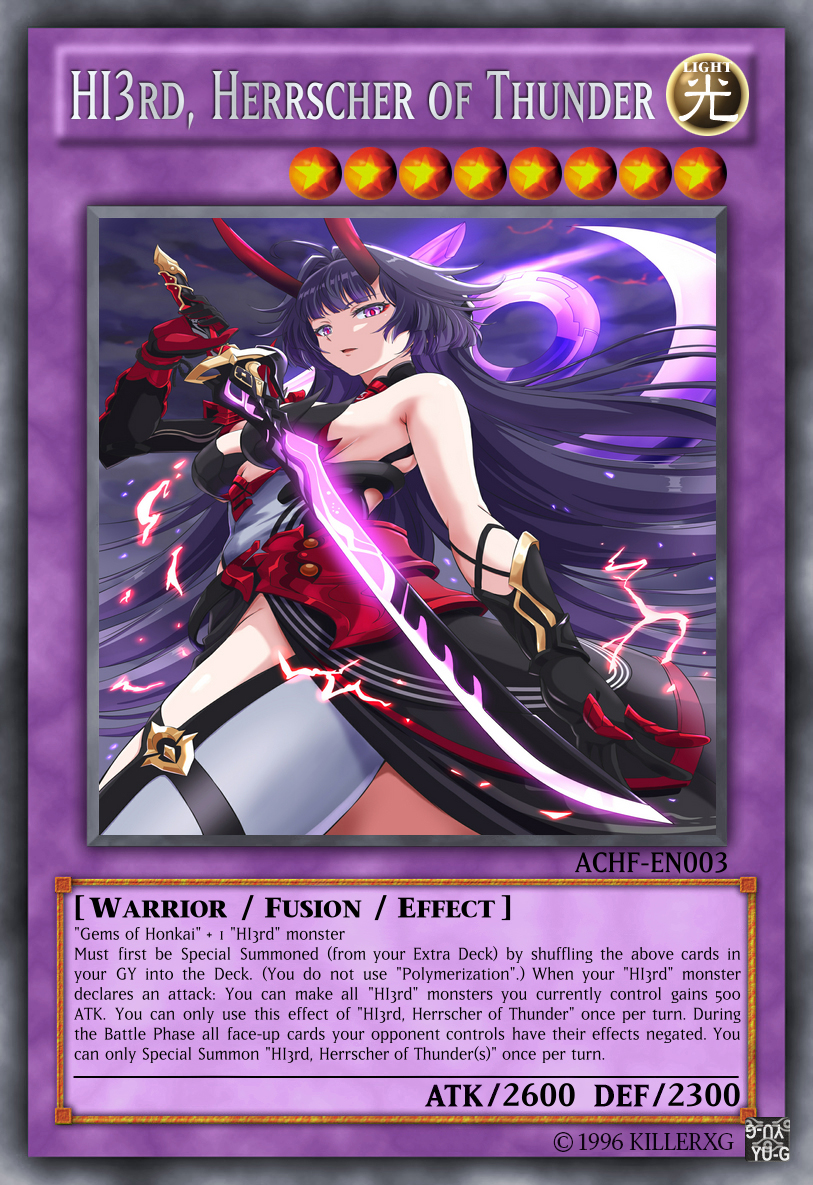 HI3rd, Herrscher of Thunder
LIGHT
光
ACHF-EN003
[ Warrior / Fusion / Effect ]
"Gems of Honkai" + 1 "HI3rd" monster
Must first be Special Summoned (from your Extra Deck) by shuffling the above cards in
your GY into the Deck. (You do not use "Polymerization".) When your "HI3rd" monster
declares an attack: You can make all "HI3rd" monsters you currently control gains 500
ATK. You can only use this effect of "HI3rd, Herrscher of Thunder" once per turn. During
the Battle Phase all face-up cards your opponent controls have their effects negated. You
can only Special Summon "HI3rd, Herrscher of Thunder(s)" once per turn.
ATK/2600 DEF/2300
© 1996 KILLERXG
YU-G
YU-G